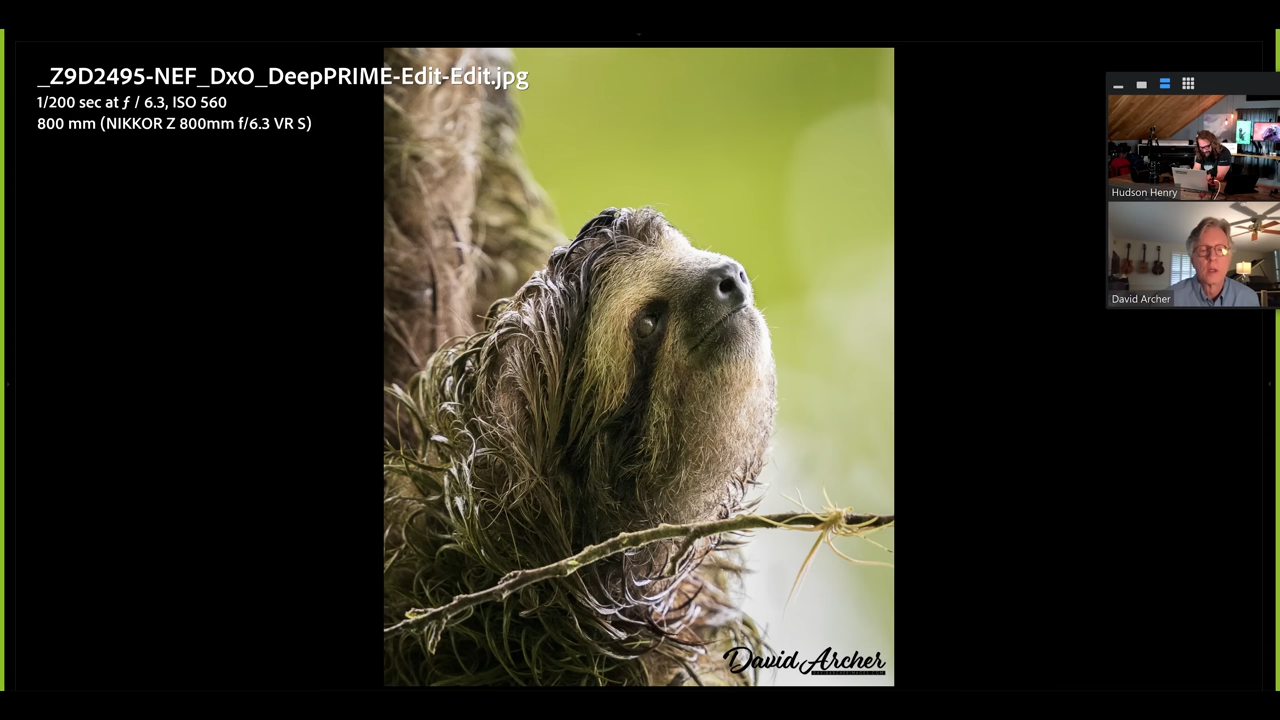 _Z9D2495-NEF_DxO_DeepPRIME-Edit-Edit.jpg
1/200 sec at ƒ / 6.3, ISO 560
800 mm (NIKKOR Z 800mm f/6.3 VR S)
Hudson Henry
David Archer
David Archer